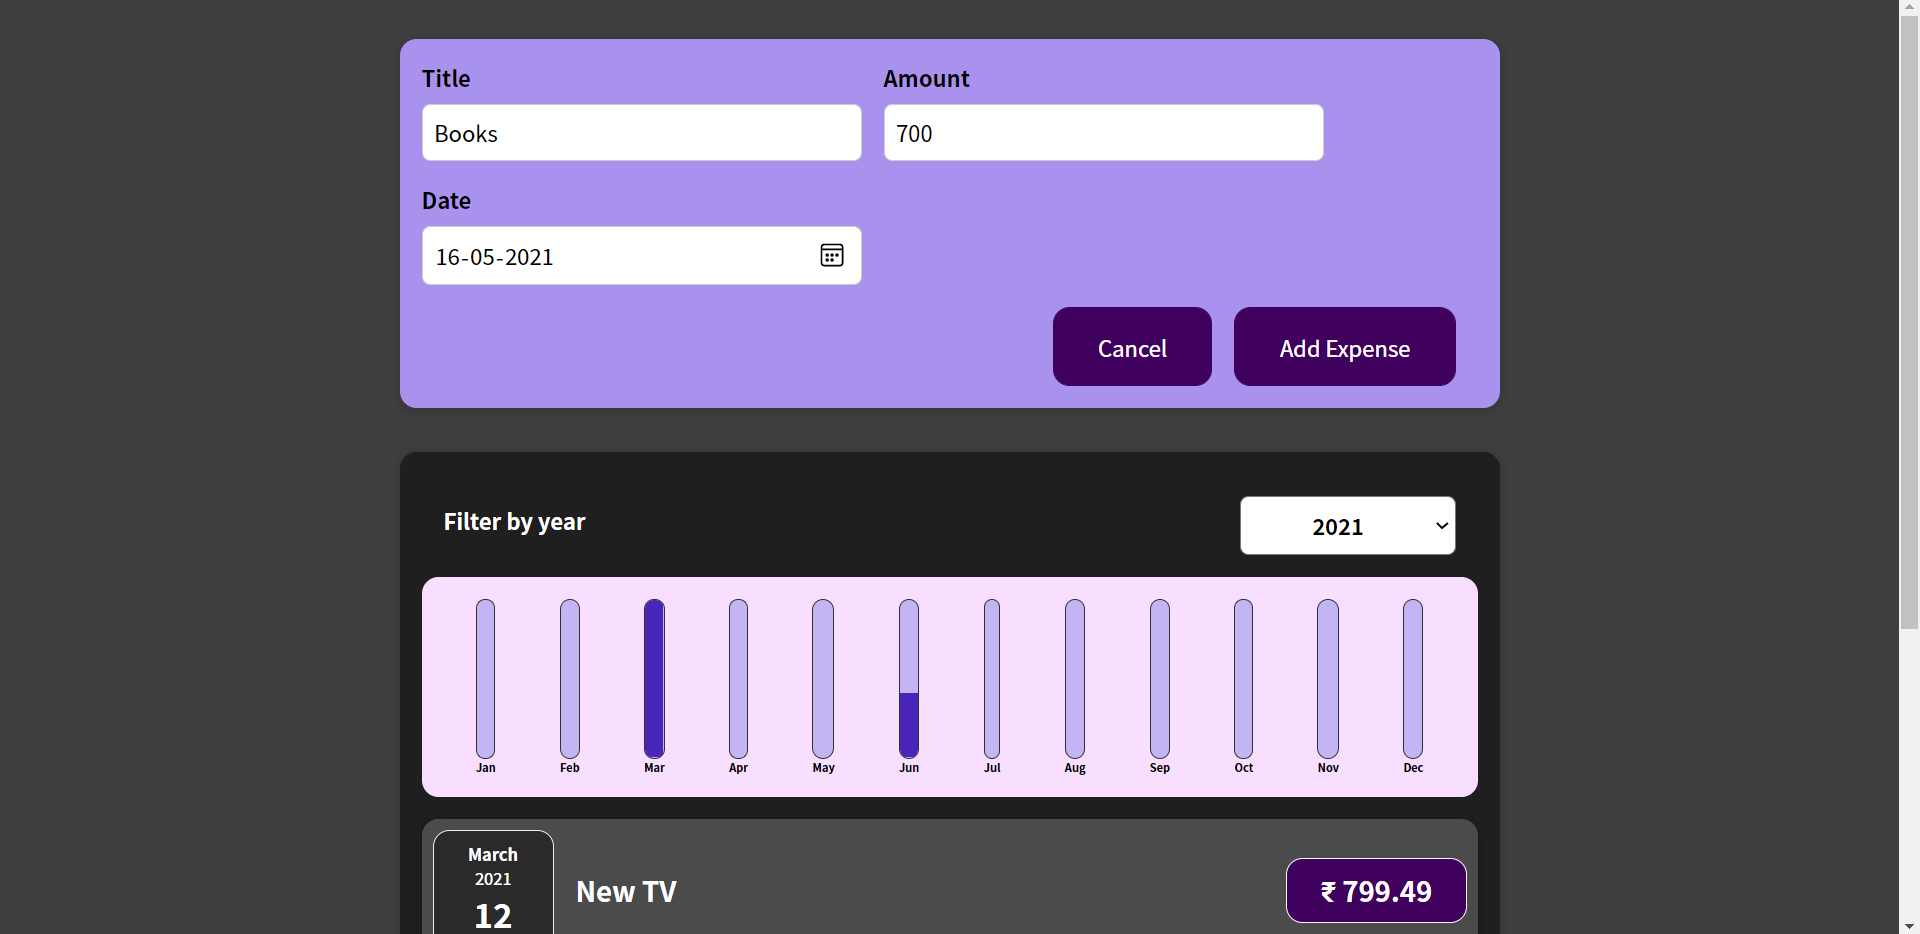 Title
Amount
Books
700
Date
16-05-2021
Cancel
Add Expense
Filter by year
2021
Jan Feb Mar Apr May Jun Jul Aug Sep Oct Nov Dec
March
2021
12
New TV
₹ 799.49